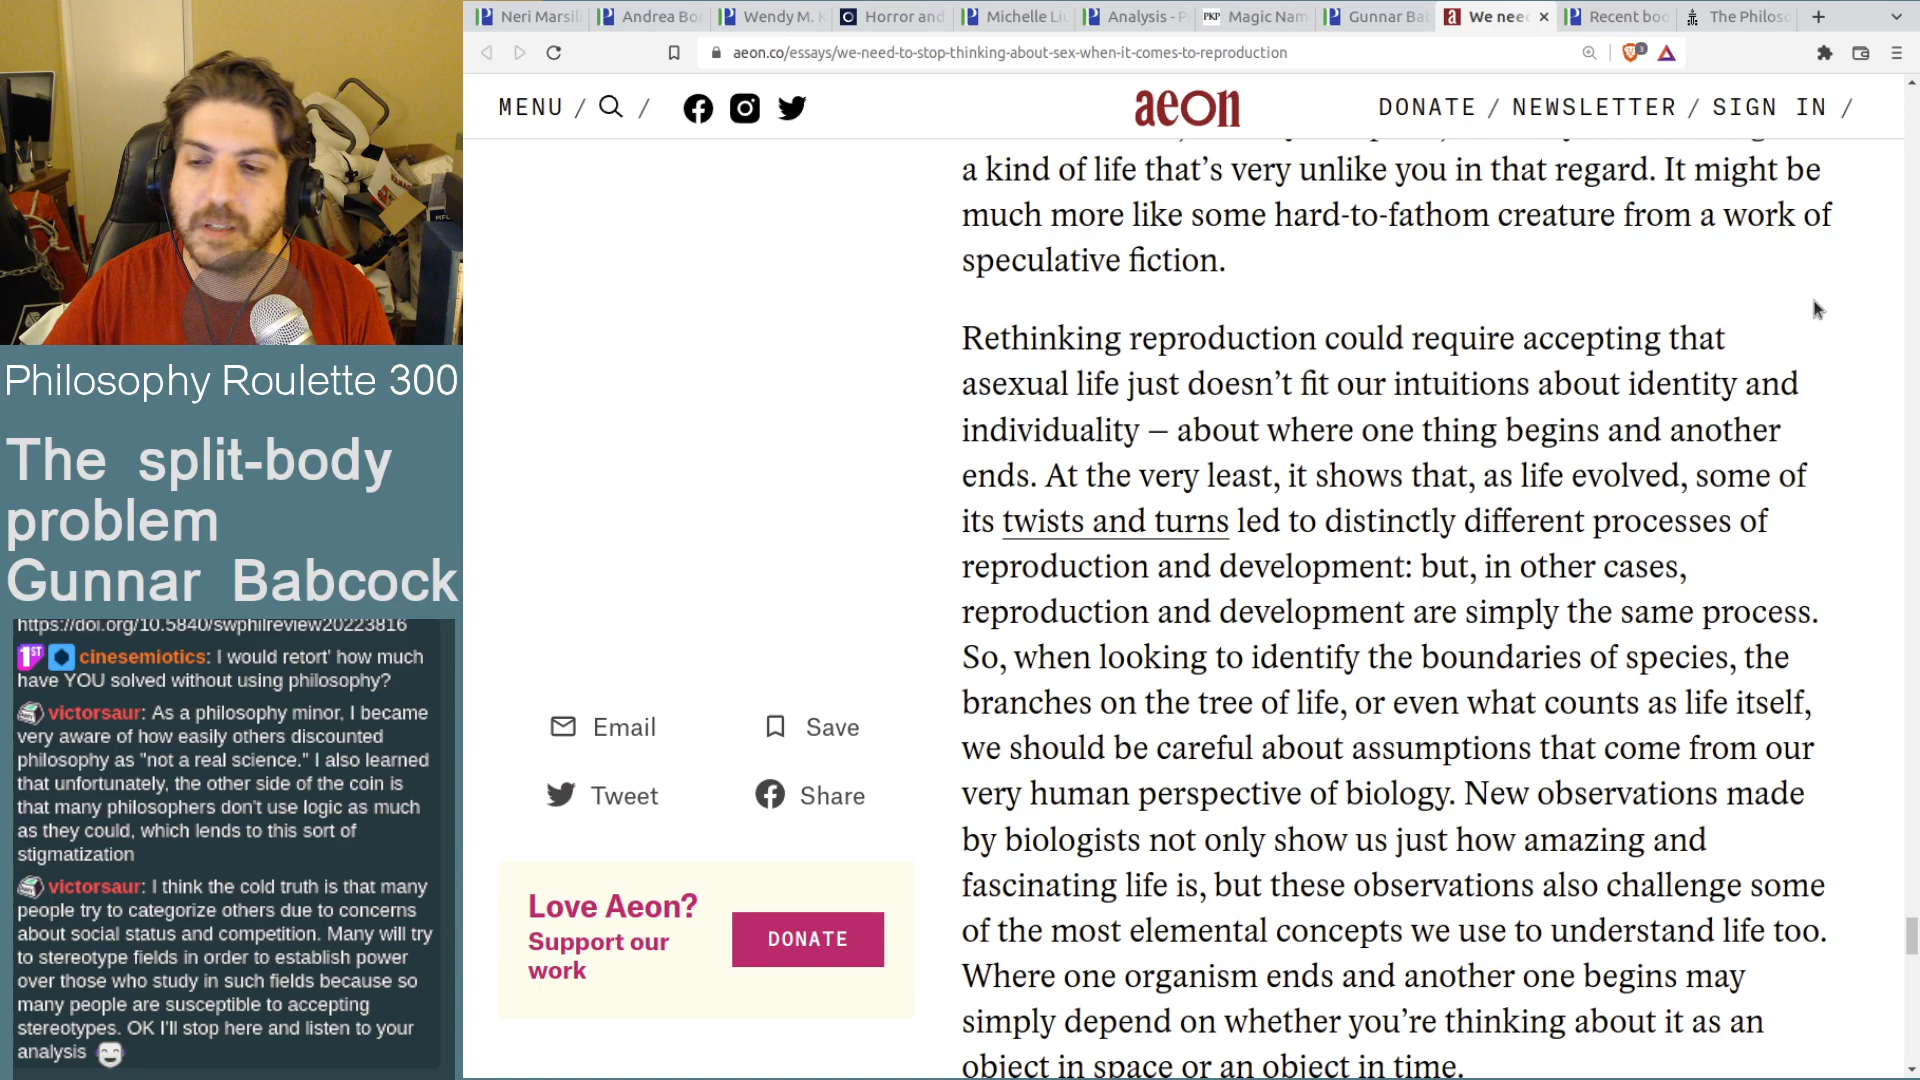 Neri Marsil
Andrea Bor
Wendy M. K
Horror and
Michelle Liu
Analysis - P
PKP Magic Nam
Gunnar Bab
We need
Recent boo
The Philoso
aeon.co/essays/we-need-to-stop-thinking-about-sex-when-it-comes-to-reproduction
3
MENU /
/
aeon
DONATE / NEWSLETTER / SIGN IN /
a kind of life that’s very unlike you in that regard. It might be
much more like some hard-to-fathom creature from a work of
speculative fiction.
Rethinking reproduction could require accepting that
asexual life just doesn’t fit our intuitions about identity and
individuality – about where one thing begins and another
ends. At the very least, it shows that, as life evolved, some of
its twists and turns led to distinctly different processes of
reproduction and development: but, in other cases,
reproduction and development are simply the same process.
So, when looking to identify the boundaries of species, the
branches on the tree of life, or even what counts as life itself,
we should be careful about assumptions that come from our
very human perspective of biology. New observations made
by biologists not only show us just how amazing and
fascinating life is, but these observations also challenge some
of the most elemental concepts we use to understand life too.
Where one organism ends and another one begins may
simply depend on whether you’re thinking about it as an
object in space or an object in time.
Email
Save
Tweet
Share
Love Aeon?
Support our
work
DONATE
Philosophy Roulette 300
The split-body
problem
Gunnar Babcock
https://doi.org/10.5840/swphilreview20223816
1ST cinesemiotics: I would retort' how much
have YOU solved without using philosophy?
victorsaur: As a philosophy minor, I became
very aware of how easily others discounted
philosophy as "not a real science." I also learned
that unfortunately, the other side of the coin is
that many philosophers don't use logic as much
as they could, which lends to this sort of
stigmatization
victorsaur: I think the cold truth is that many
people try to categorize others due to concerns
about social status and competition. Many will try
to stereotype fields in order to establish power
over those who study in such fields because so
many people are susceptible to accepting
stereotypes. OK I'll stop here and listen to your
analysis